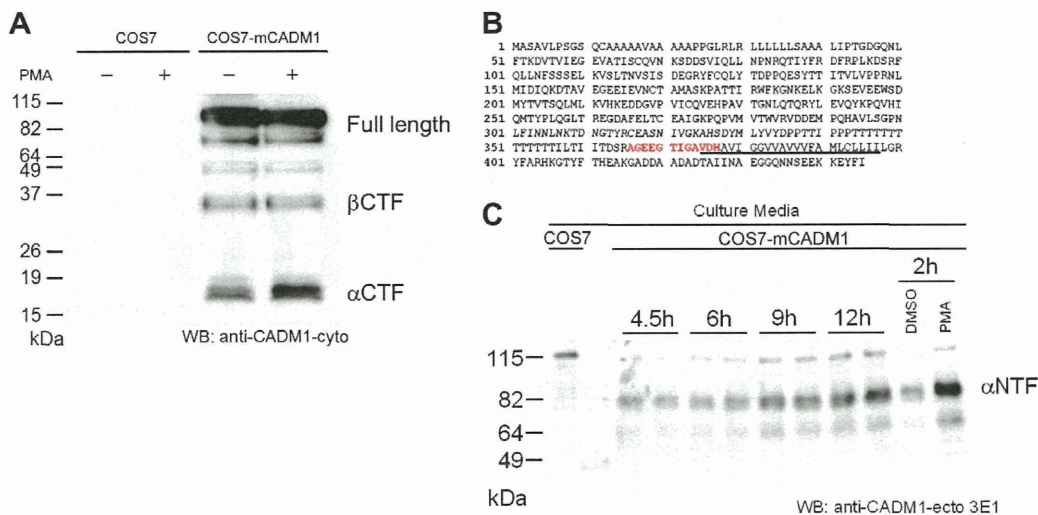 A
COS7
COS7-mCADM1
PMA
−
+
−
+
115
82
64
49
37
26
19
15
kDa
Full length
βCTF
αCTF
WB: anti-CADM1-cyto
B
1 MASAVLPSGS QCAAAAAVAA AAAPPGLRLR LLLLLLSAAA LIPTGDGQNL
51 FTKDVTVIEG EVATISCQVN KSDDSVIQLL NPNRQTIYFR DFRPLKDSRF
101 QLLNFSSSEL KVSLTNVSIS DEGRYFCQLY TDPPQESYTT ITVLVPPRNL
151 MIDIQKDTAV EGEEIEVNCT AMASKPATTI RWFKGNKELK GKSEVEEWSD
201 MYTVTSQLML KVHKEDDGVP VICQVEHPAV TGNLQTQRYL EVQYKPQVHI
251 QMTYPLQGLT REGDAFELTC EAIGKPQPVM VTWVRVDDEM PQHAVLSGPN
301 LFINNLNKTD NGTYRCEASN IVGKAHSDYM LYVYDPPTTI PPPTTTTTTT
351 TTTTTTILTI ITDSRAGEEG TIGAVDHAVI GGVVAVVVFA MLCLLIILGR
401 YFARHKGTYF THEAKGADDA ADADTAIINA EGGQNNSEEK KEYFI
C
Culture Media
COS7
COS7-mCADM1
2h
4.5h
6h
9h
12h
DMSO
PMA
115
82
64
49
kDa
αNTF
WB: anti-CADM1-ecto 3E1